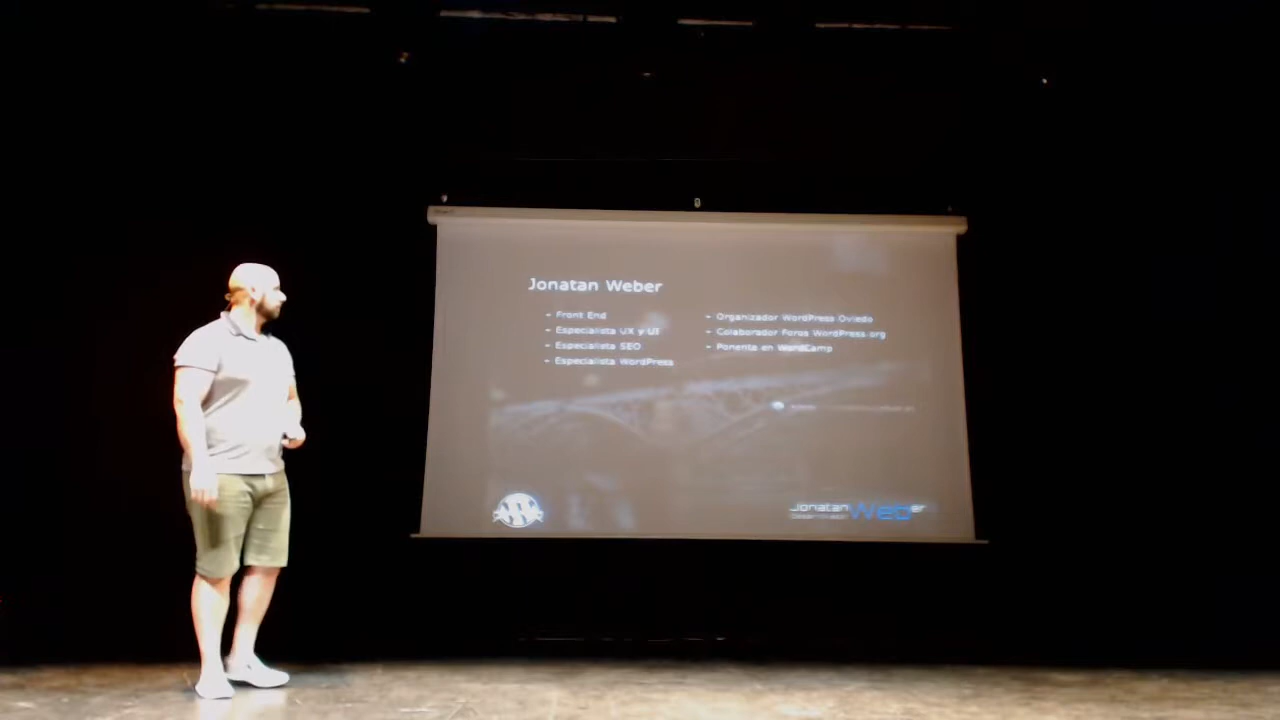 Jonatan Weber
- Front End
- Especialista UX y UI
- Especialista SEO
- Especialista WordPress
- Organizador WordPress Oviedo
- Colaborador Foros WordPress.org
- Ponente en WordCamp
JonatanWeber